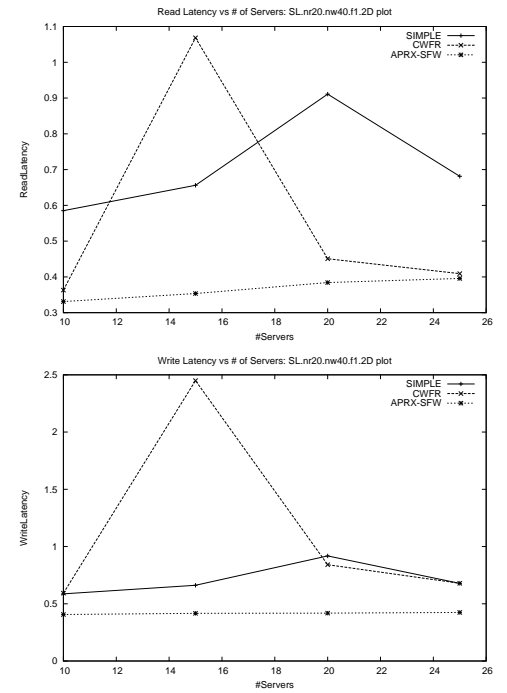 Read Latency vs # of Servers: SL.nr20.nw40.f1.2D plot
1.1
1
0.9
0.8
0.7
0.6
0.5
0.4
0.3
ReadLatency
SIMPLE
CWFR
APRX-SFW
10 12 14 16 18 20 22 24 26
#Servers
Write Latency vs # of Servers: SL.nr20.nw40.f1.2D plot
2.5
2
1.5
1
0.5
0
WriteLatency
SIMPLE
CWFR
APRX-SFW
10 12 14 16 18 20 22 24 26
#Servers